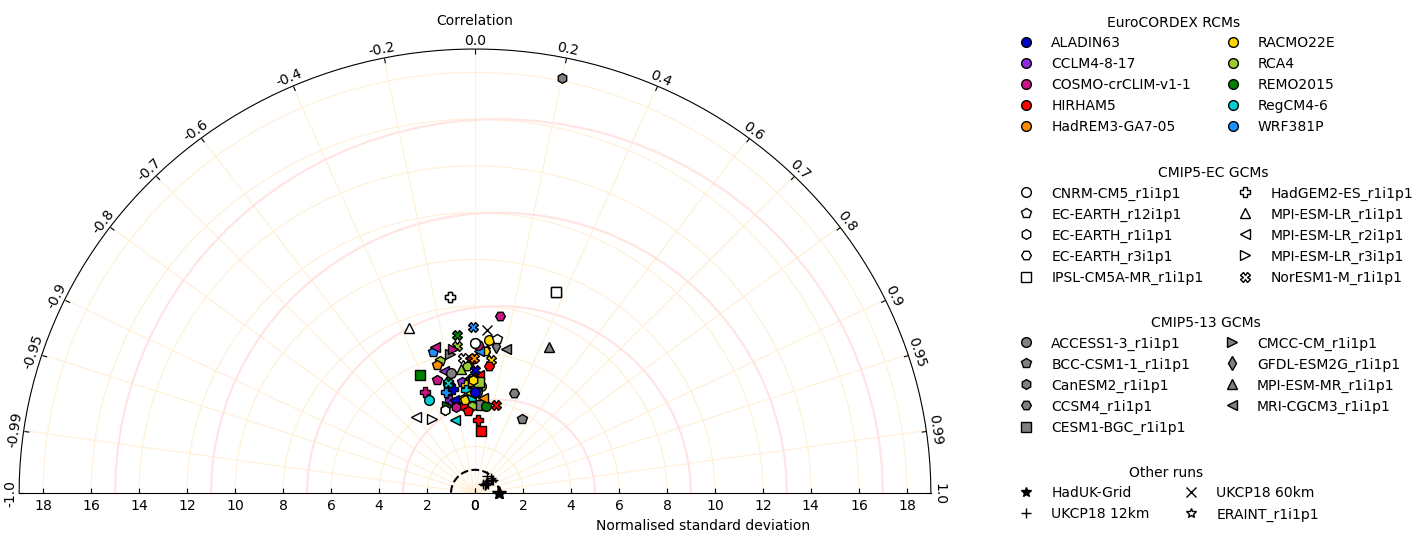 Correlation
-1.0
-0.99
-0.95
-0.9
-0.8
-0.7
-0.6
-0.4
-0.2
0.0
0.2
0.4
0.6
0.7
0.8
0.9
0.95
0.99
1.0
18 16 14 12 10 8 6 4 2 0 0 2 4 6 8 10 12 14 16 18
Normalised standard deviation
EuroCORDEX RCMs
ALADIN63
CCLM4-8-17
COSMO-crCLIM-v1-1
HIRHAM5
HadREM3-GA7-05
RACMO22E
RCA4
REMO2015
RegCM4-6
WRF381P
CMIP5-EC GCMs
CNRM-CM5_r1i1p1
EC-EARTH_r12i1p1
EC-EARTH_r1i1p1
EC-EARTH_r3i1p1
IPSL-CM5A-MR_r1i1p1
HadGEM2-ES_r1i1p1
MPI-ESM-LR_r1i1p1
MPI-ESM-LR_r2i1p1
MPI-ESM-LR_r3i1p1
NorESM1-M_r1i1p1
CMIP5-13 GCMs
ACCESS1-3_r1i1p1
BCC-CSM1-1_r1i1p1
CanESM2_r1i1p1
CCSM4_r1i1p1
CESM1-BGC_r1i1p1
CMCC-CM_r1i1p1
GFDL-ESM2G_r1i1p1
MPI-ESM-MR_r1i1p1
MRI-CGCM3_r1i1p1
Other runs
HadUK-Grid
UKCP18 12km
UKCP18 60km
ERAINT_r1i1p1